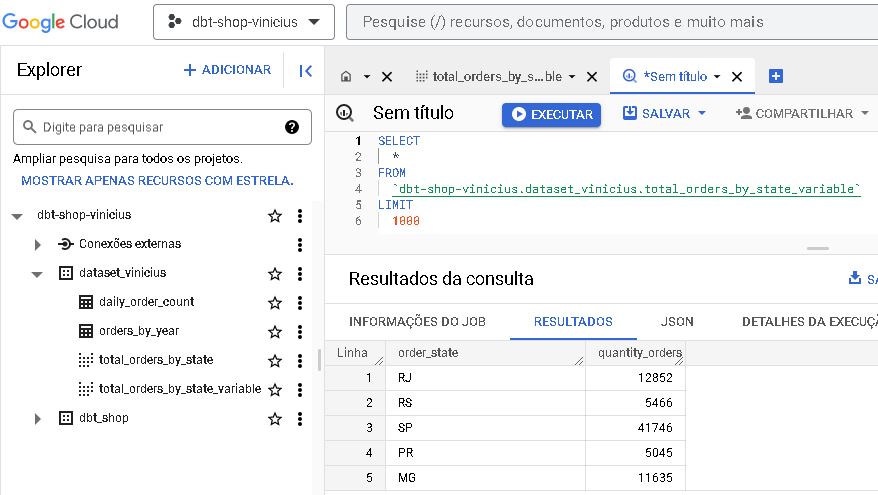 Google Cloud
dbt-shop-vinicius
Pesquise (/) recursos, documentos, produtos e muito mais
Explorer
+ ADICIONAR
Digite para pesquisar
Ampliar pesquisa para todos os projetos.
MOSTRAR APENAS RECURSOS COM ESTRELA.
dbt-shop-vinicius
Conexões externas
dataset_vinicius
daily_order_count
orders_by_year
total_orders_by_state
total_orders_by_state_variable
dbt_shop
total_orders_by_s...ble
*Sem título
Sem título
EXECUTAR
SALVAR
COMPARTILHAR
1 SELECT
2 *
3 FROM
4 `dbt-shop-vinicius.dataset_vinicius.total_orders_by_state_variable`
5 LIMIT
6 1000
Resultados da consulta
SA
INFORMAÇÕES DO JOB RESULTADOS JSON DETALHES DA EXECUÇÃ
Linha order_state quantity_orders
1 RJ 12852
2 RS 5466
3 SP 41746
4 PR 5045
5 MG 11635